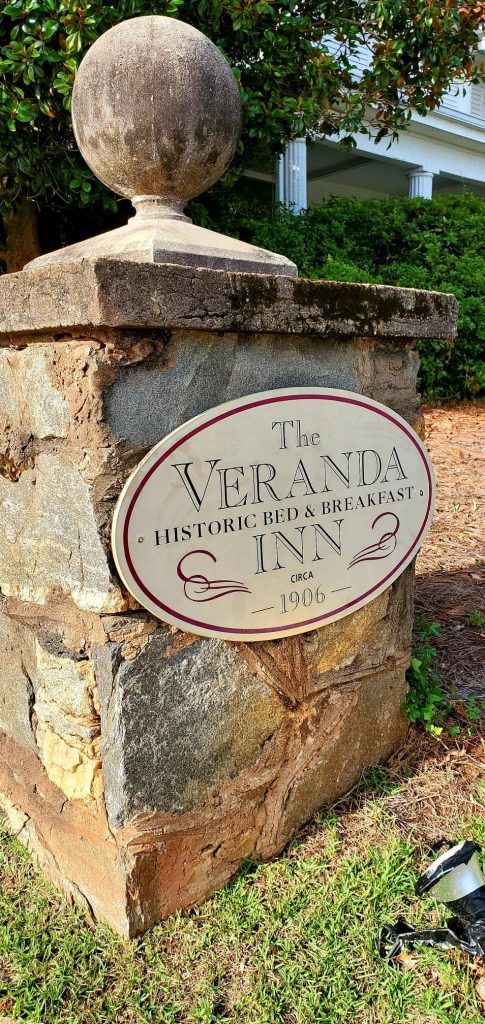 The
VERANDA
HISTORIC BED & BREAKFAST
INN
CIRCA
— 1906 —